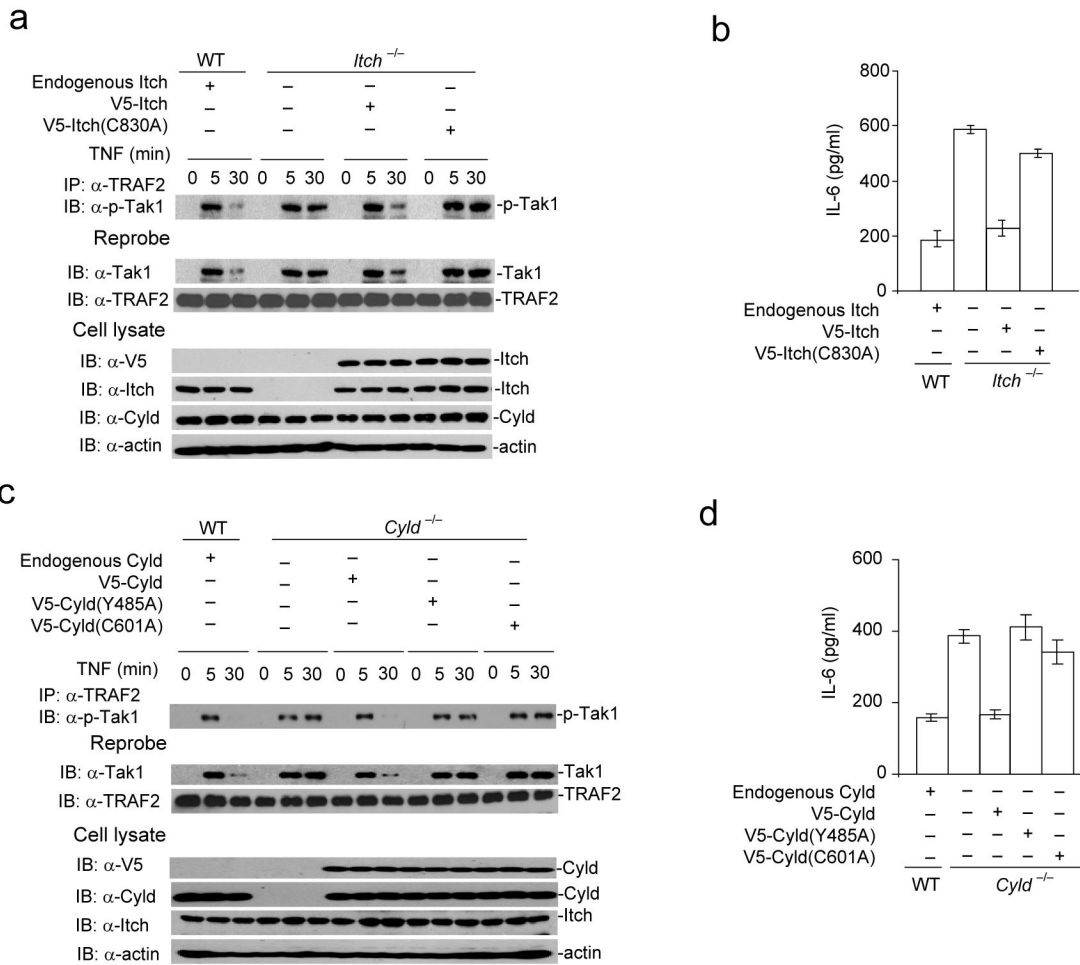 a
WT Itch –/–
Endogenous Itch + – – –
V5-Itch – – + –
V5-Itch(C830A) – – – +
TNF (min)
0 5 30 0 5 30 0 5 30 0 5 30
IP: α-TRAF2
IB: α-p-Tak1 -p-Tak1
Reprobe
IB: α-Tak1 -Tak1
IB: α-TRAF2 -TRAF2
Cell lysate
IB: α-V5 -Itch
IB: α-Itch -Itch
IB: α-Cyld -Cyld
IB: α-actin -actin
b
IL-6 (pg/ml)
800
600
400
200
0
Endogenous Itch + – – –
V5-Itch – – + –
V5-Itch(C830A) – – – +
WT Itch –/–
c
WT Cyld –/–
Endogenous Cyld + – – – –
V5-Cyld – – + – –
V5-Cyld(Y485A) – – – + –
V5-Cyld(C601A) – – – – +
TNF (min) 0 5 30 0 5 30 0 5 30 0 5 30 0 5 30
IP: α-TRAF2
IB: α-p-Tak1 -p-Tak1
Reprobe
IB: α-Tak1 -Tak1
IB: α-TRAF2 -TRAF2
Cell lysate
IB: α-V5 -Cyld
IB: α-Cyld -Cyld
IB: α-Itch -Itch
IB: α-actin -actin
d
IL-6 (pg/ml)
600
400
200
0
Endogenous Cyld + – – – –
V5-Cyld – – + – –
V5-Cyld(Y485A) – – – + –
V5-Cyld(C601A) – – – – +
WT Cyld –/–